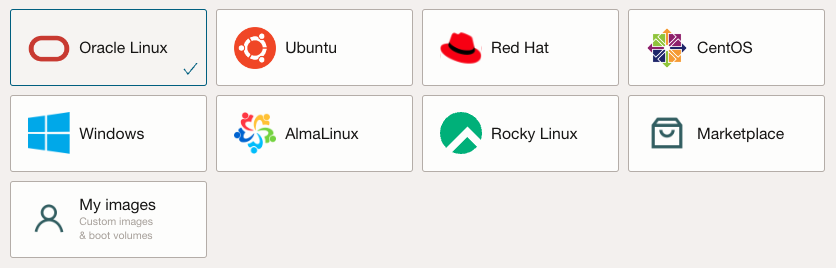 Oracle Linux
Ubuntu
Red Hat
CentOS
Windows
AlmaLinux
Rocky Linux
Marketplace
My images
Custom images
& boot volumes